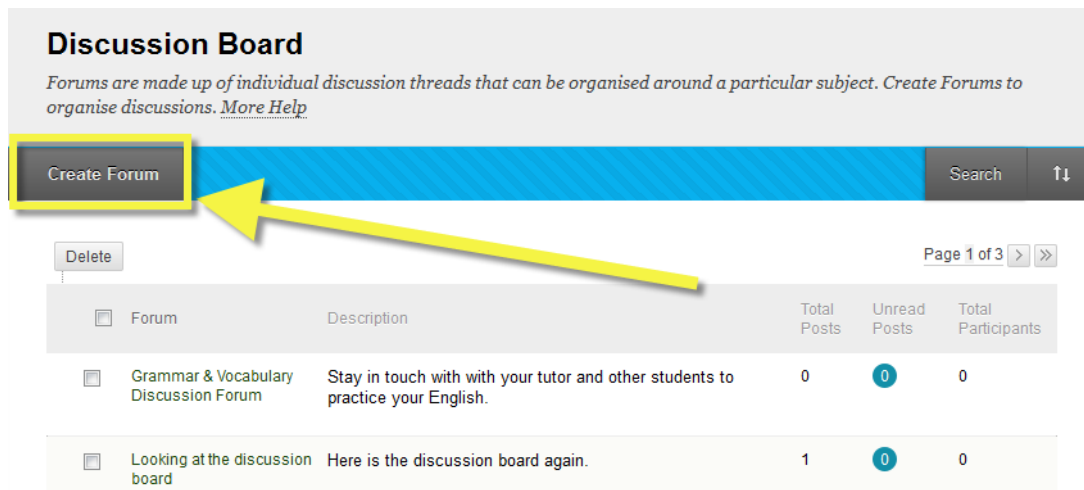 Discussion Board
Forums are made up of individual discussion threads that can be organised around a particular subject. Create Forums to
organise discussions. More Help
Create Forum
Search
Delete
Page 1 of 3
Forum Description Total Posts Unread Posts Total Participants
Grammar & Vocabulary Discussion Forum
Stay in touch with with your tutor and other students to
practice your English.
0 0 0
Looking at the discussion board
Here is the discussion board again.
1 0 0